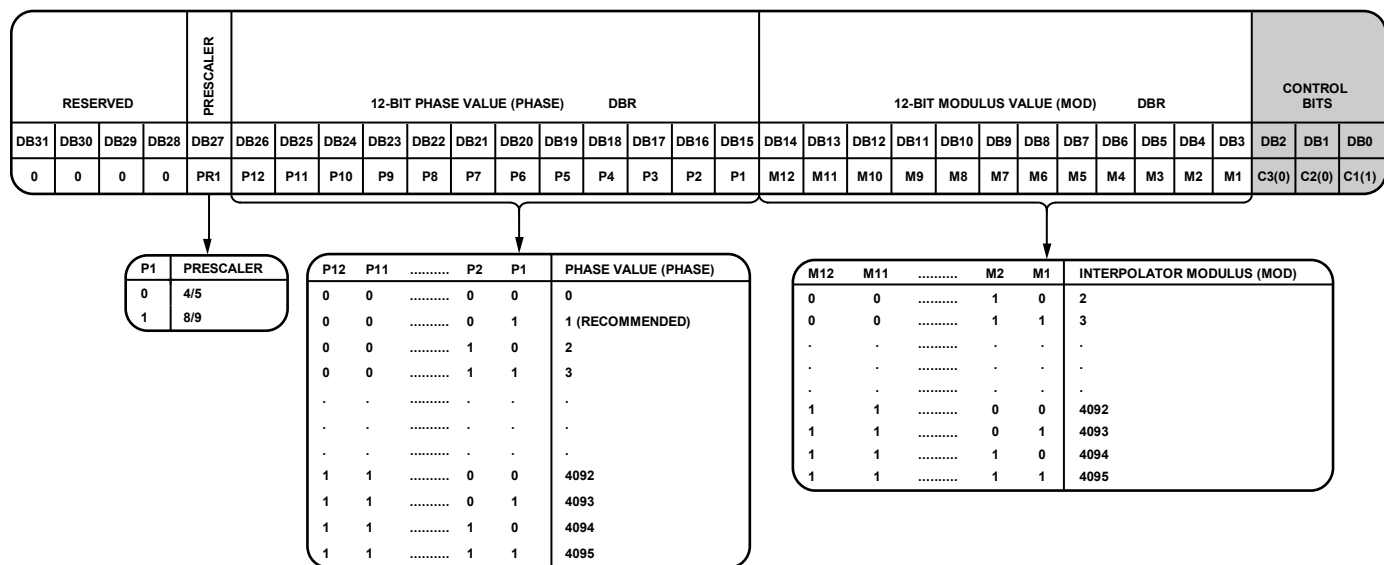 RESERVED PRESCALER 12-BIT PHASE VALUE (PHASE) DBR 12-BIT MODULUS VALUE (MOD) DBR CONTROL BITS
DB31 DB30 DB29 DB28 DB27 DB26 DB25 DB24 DB23 DB22 DB21 DB20 DB19 DB18 DB17 DB16 DB15 DB14 DB13 DB12 DB11 DB10 DB9 DB8 DB7 DB6 DB5 DB4 DB3 DB2 DB1 DB0
0 0 0 0 PR1 P12 P11 P10 P9 P8 P7 P6 P5 P4 P3 P2 P1 M12 M11 M10 M9 M8 M7 M6 M5 M4 M3 M2 M1 C3(0) C2(0) C1(1)
P1 PRESCALER
0 4/5
1 8/9
P12 P11 .......... P2 P1 PHASE VALUE (PHASE)
0 0 .......... 0 0 0
0 0 .......... 0 1 1 (RECOMMENDED)
0 0 .......... 1 0 2
0 0 .......... 1 1 3
. . .......... . . .
. . .......... . . .
. . .......... . . .
1 1 .......... 0 0 4092
1 1 .......... 0 1 4093
1 1 .......... 1 0 4094
1 1 .......... 1 1 4095
M12 M11 .......... M2 M1 INTERPOLATOR MODULUS (MOD)
0 0 .......... 1 0 2
0 0 .......... 1 1 3
. . .......... . . .
. . .......... . . .
. . .......... . . .
1 1 .......... 0 0 4092
1 1 .......... 0 1 4093
1 1 .......... 1 0 4094
1 1 .......... 1 1 4095